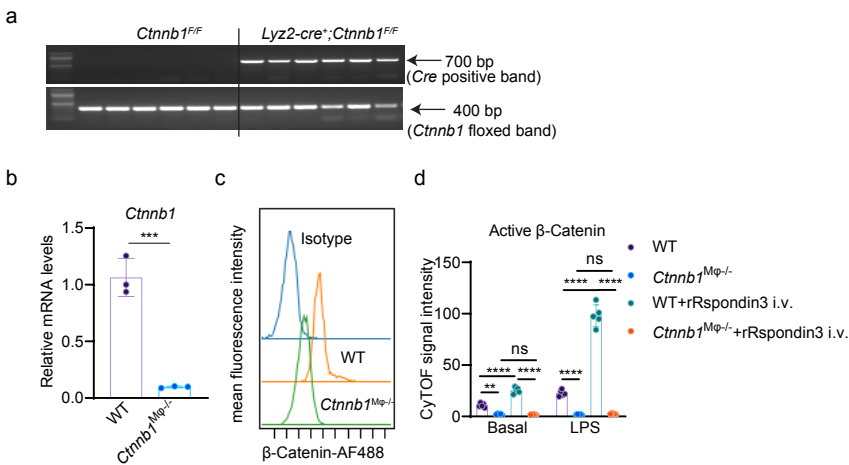 a
Ctnnb1F/F
Lyz2-cre+;Ctnnb1F/F
700 bp
(Cre positive band)
400 bp
(Ctnnb1 floxed band)
b
Ctnnb1
***
Relative mRNA levels
1.5
1.0
0.5
0.0
WT
Ctnnb1Mφ-/-
c
mean fluorescence intensity
Isotype
WT
Ctnnb1Mφ-/-
β-Catenin-AF488
d
Active β-Catenin
CyTOF signal intensity
150
100
50
0
ns
**** ****
ns
**** ****
** ****
Basal LPS
WT
Ctnnb1Mφ-/-
WT+rRspondin3 i.v.
Ctnnb1Mφ-/-+rRspondin3 i.v.